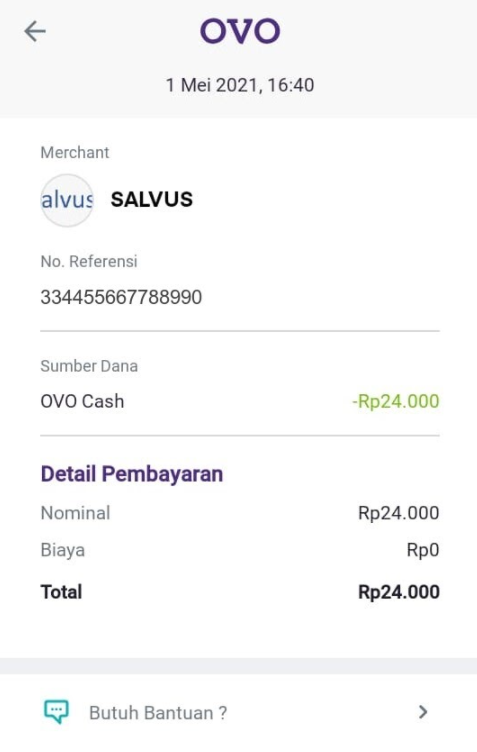 OVO
1 Mei 2021, 16:40
Merchant
alvus SALVUS
No. Referensi
334455667788990
Sumber Dana
OVO Cash -Rp24.000
Detail Pembayaran
Nominal Rp24.000
Biaya Rp0
Total Rp24.000
Butuh Bantuan ?